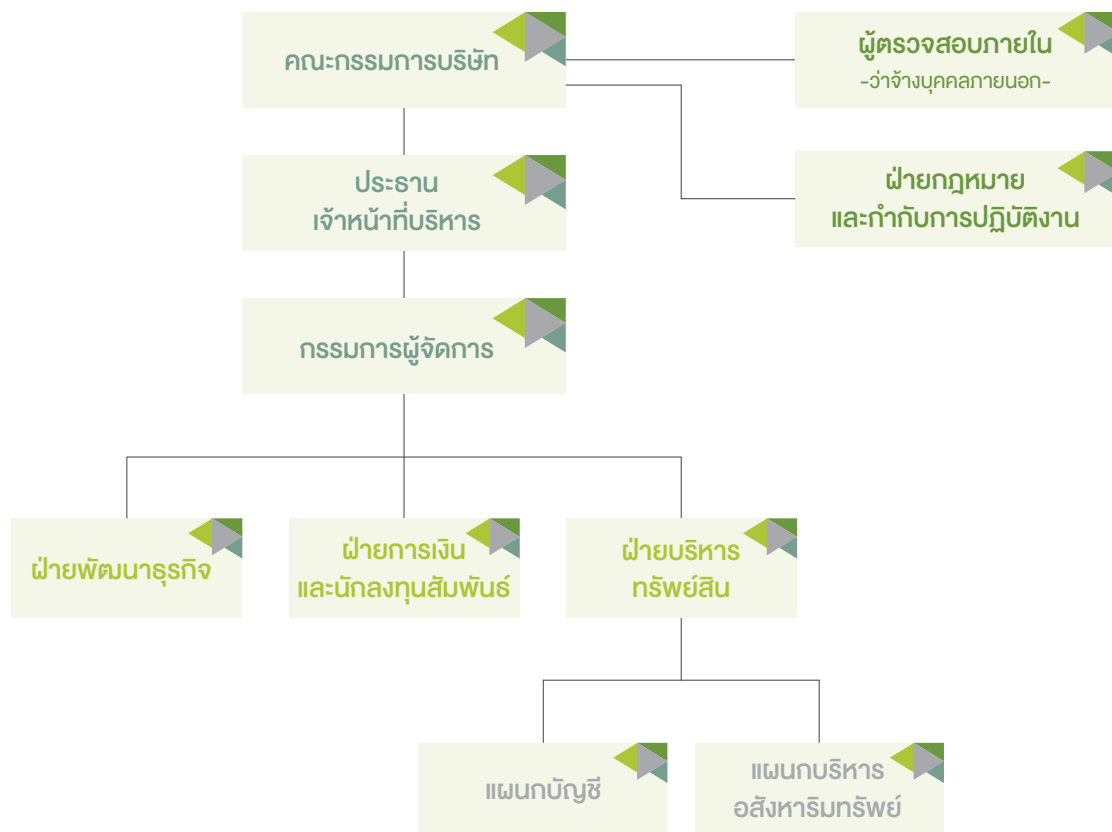 คณะกรรมการบริษัท
ผู้ตรวจสอบภายใน
-ว่าจ้างบุคคลภายนอก-
ประธาน
เจ้าหน้าที่บริหาร
ฝ่ายกฎหมาย
และกำกับการปฏิบัติงาน
กรรมการผู้จัดการ
ฝ่ายพัฒนาธุรกิจ
ฝ่ายการเงิน
และนักลงทุนสัมพันธ์
ฝ่ายบริหาร
ทรัพย์สิน
แผนกบัญชี
แผนกบริหาร
อสังหาริมทรัพย์